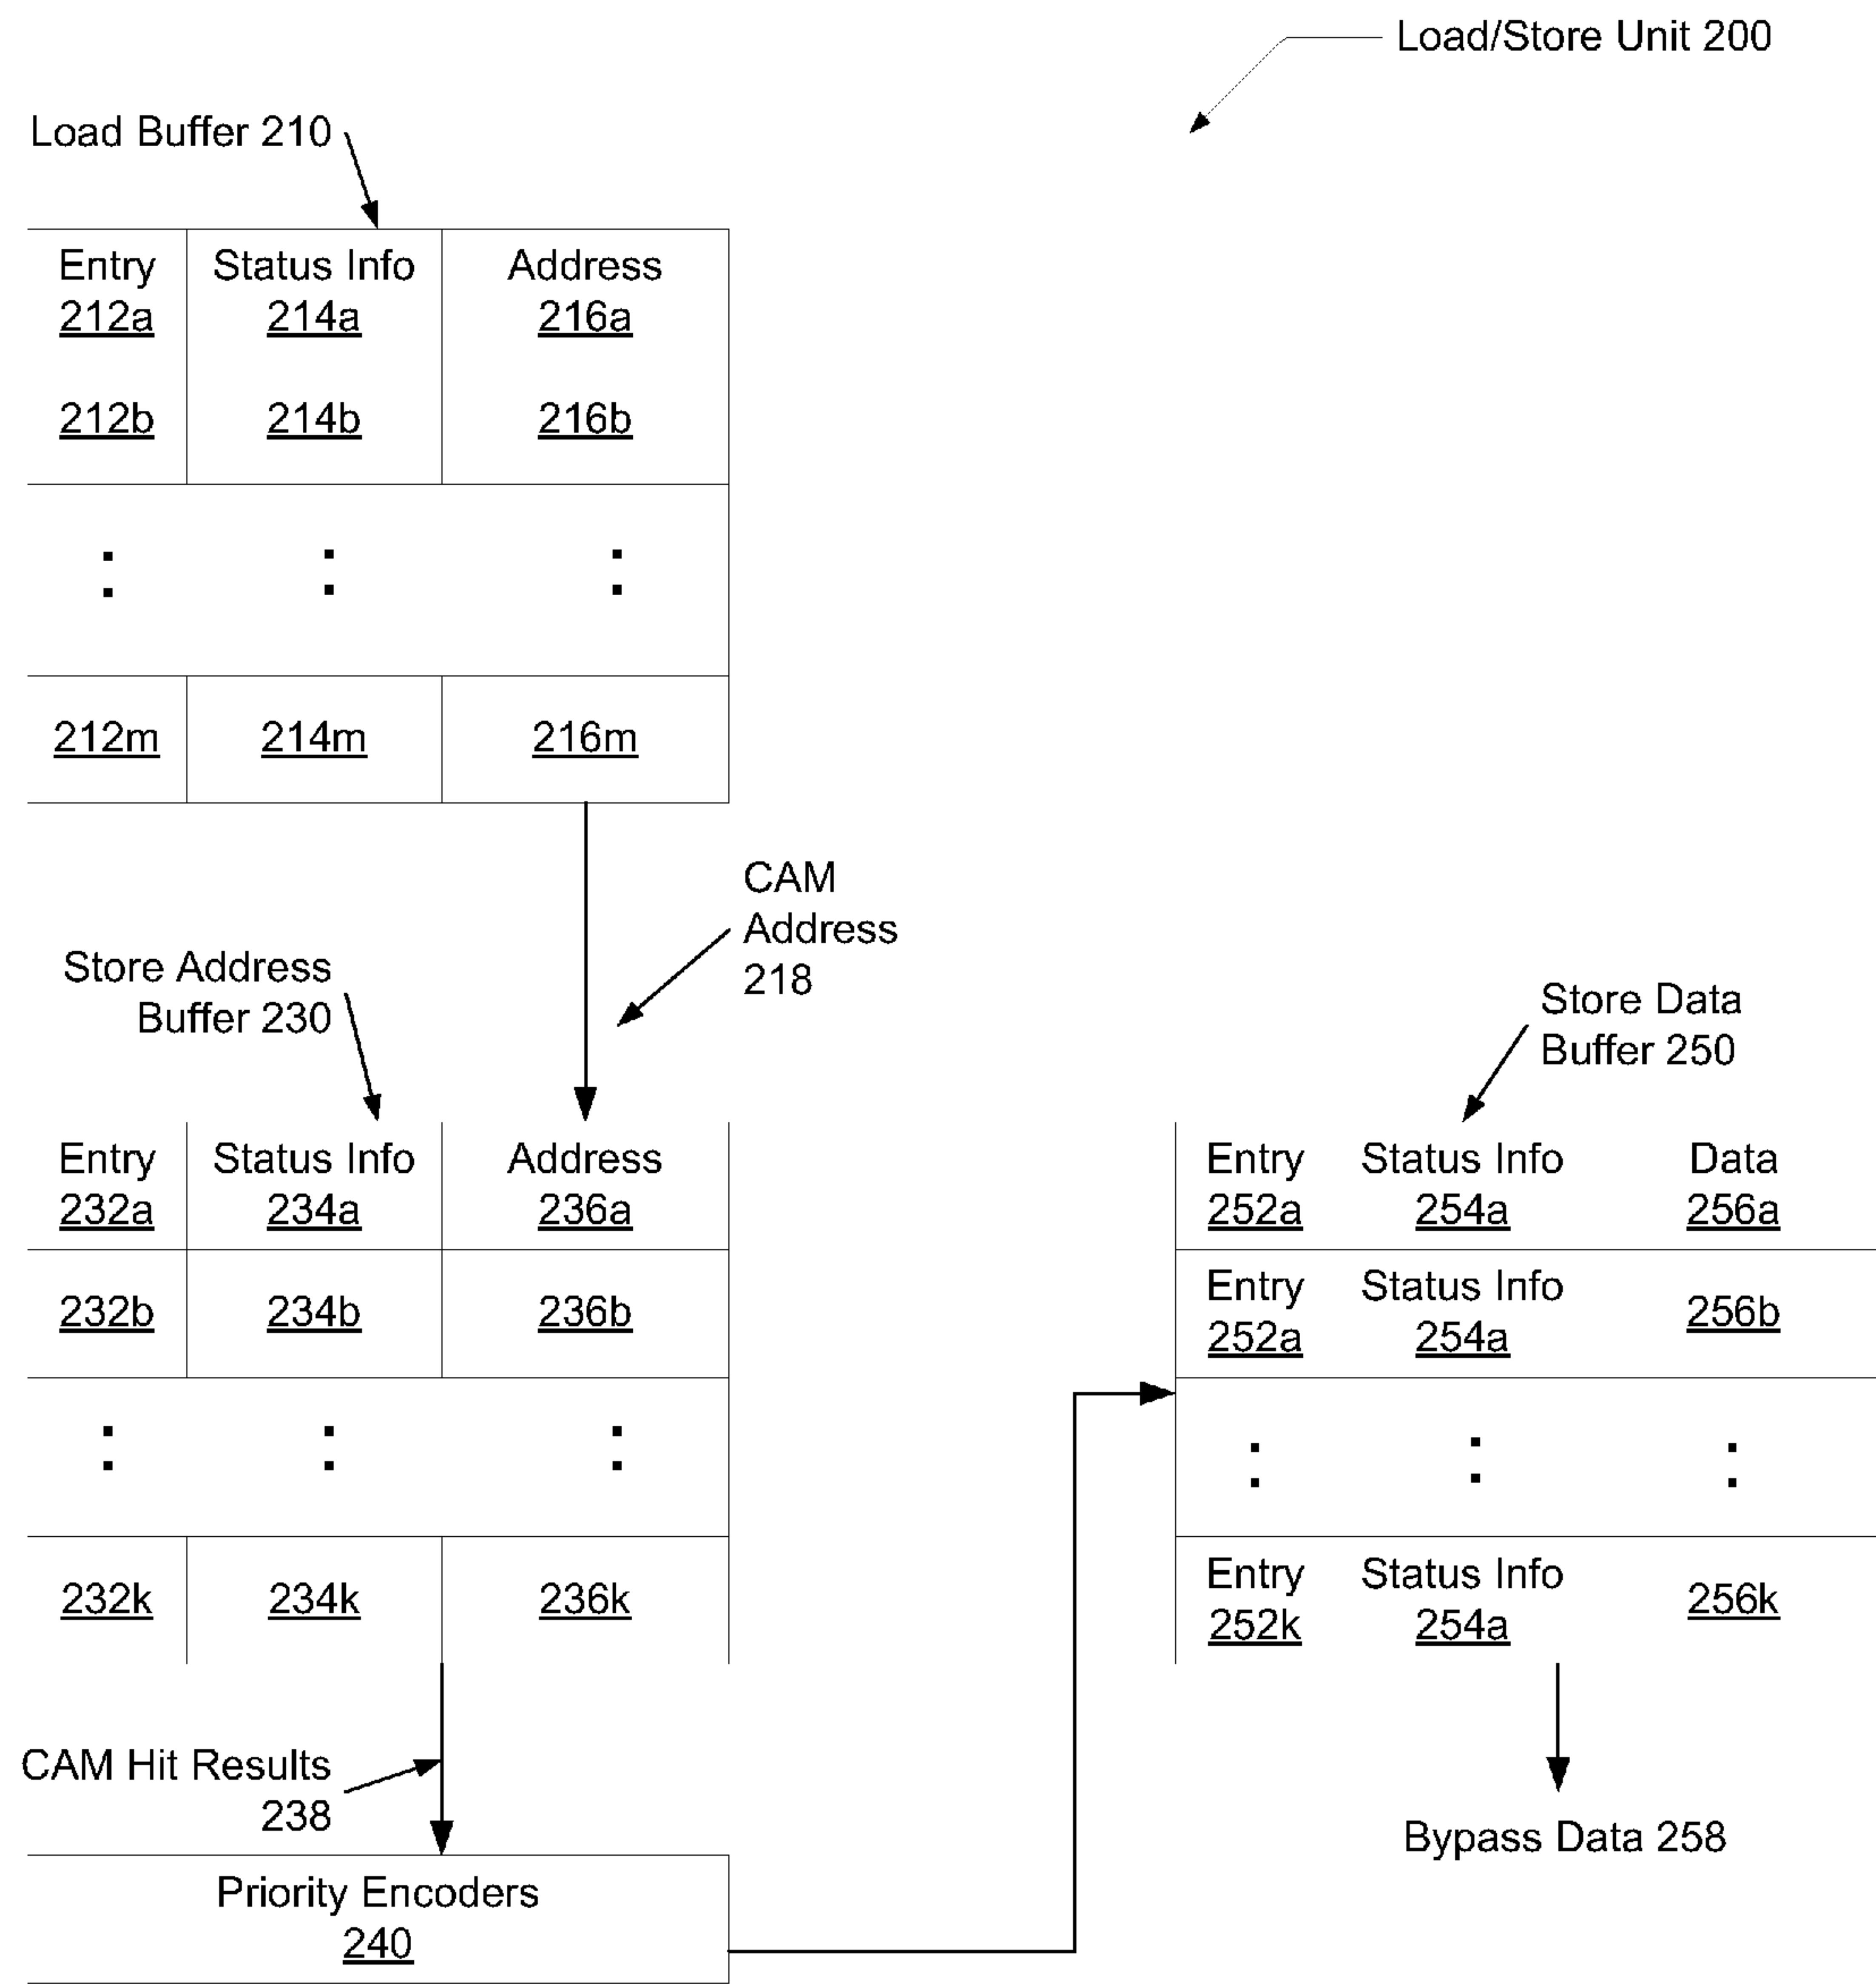 Load/Store Unit 200
Load Buffer 210
Entry Status Info Address
212a 214a 216a
212b 214b 216b
: : :
212m 214m 216m
CAM
Address
218
Store Address
Buffer 230
Store Data
Buffer 250
Entry Status Info Address
232a 234a 236a
232b 234b 236b
: : :
232k 234k 236k
Entry Status Info Data
252a 254a 256a
Entry Status Info
252a 254a 256b
: : :
Entry Status Info
252k 254a 256k
CAM Hit Results
238
Bypass Data 258
Priority Encoders
240